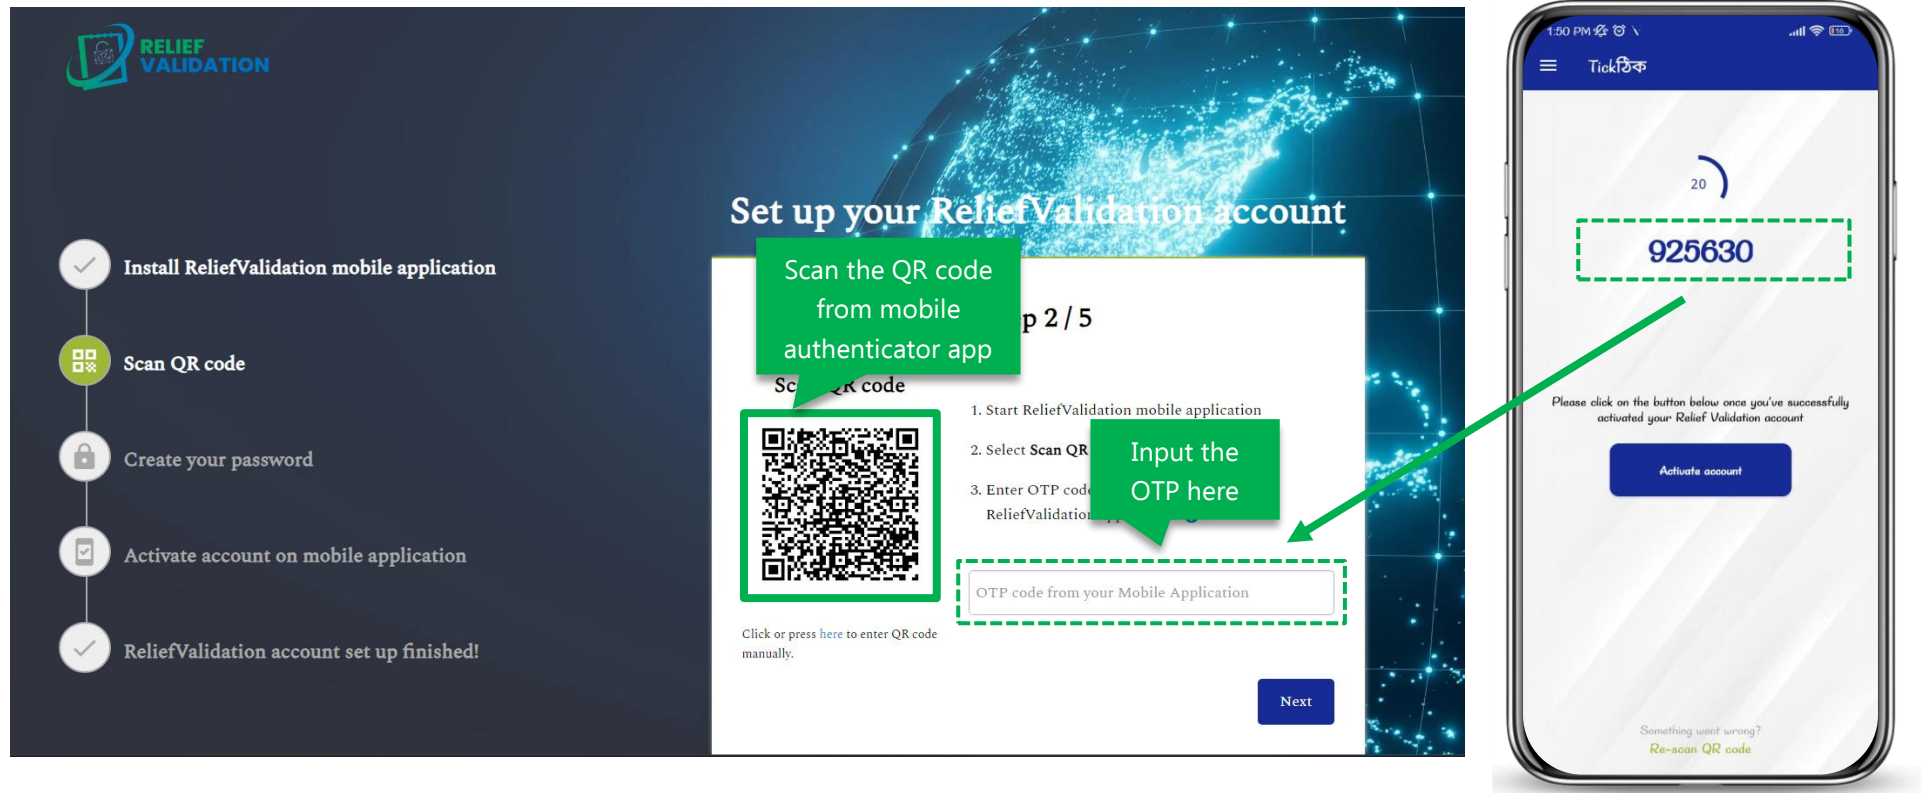 RELIEF
VALIDATION
Set up your ReliefValidation account
Install ReliefValidation mobile application
Scan QR code
Create your password
Activate account on mobile application
ReliefValidation account set up finished!
Scan the QR code
from mobile
authenticator app
2 / 5
QR code
1. Start ReliefValidation mobile application
2. Select Scan QR
3. Enter OTP code
ReliefValidation
Input the
OTP here
OTP code from your Mobile Application
Click or press here to enter QR code
manually.
Next
1:50 PM
Tickঠিক
20
925630
Please click on the button below once you've successfully
activated your Relief Validation account
Activate account
Something went wrong?
Re-scan QR code